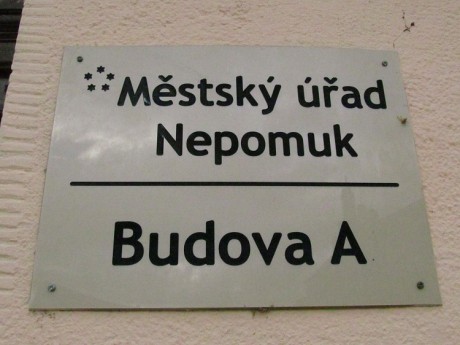 Městský úřad
Nepomuk
Budova A